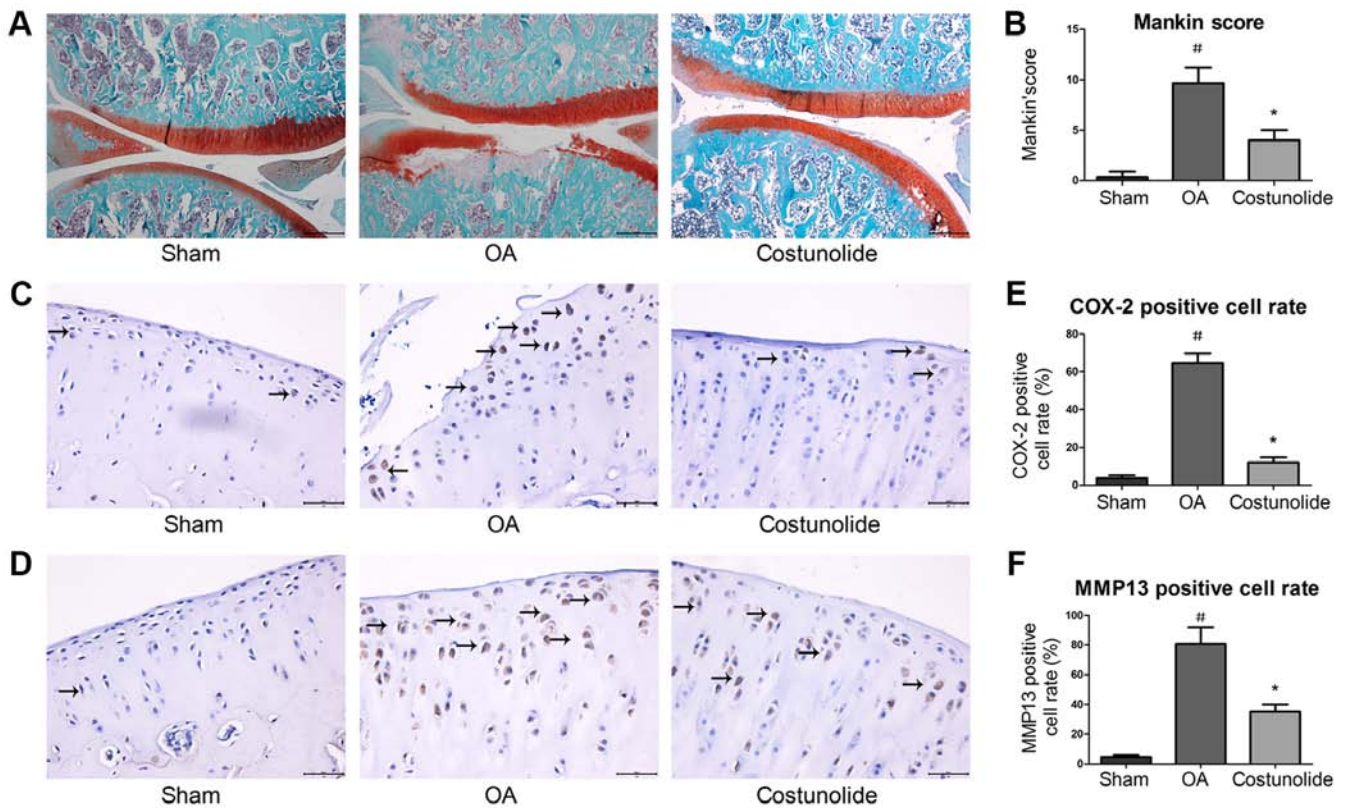 A
Sham
OA
Costunolide
B
Mankin score
Mankin'score
15
10
5
0
#
*
Sham
OA
Costunolide
C
Sham
OA
Costunolide
E
COX-2 positive cell rate
COX-2 positive
cell rate (%)
80
60
40
20
0
#
*
Sham
OA
Costunolide
D
Sham
OA
Costunolide
F
MMP13 positive cell rate
MMP13 positive
cell rate (%)
100
80
60
40
20
0
#
*
Sham
OA
Costunolide